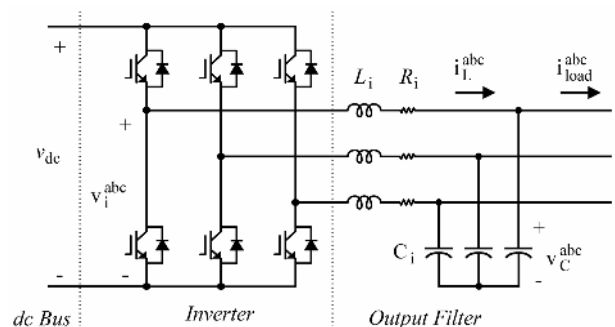 +
L_i R_i i_L^abc i_load^abc
+
v_dc
v_i^abc
C_i + v_C^abc
- - -
dc Bus Inverter Output Filter